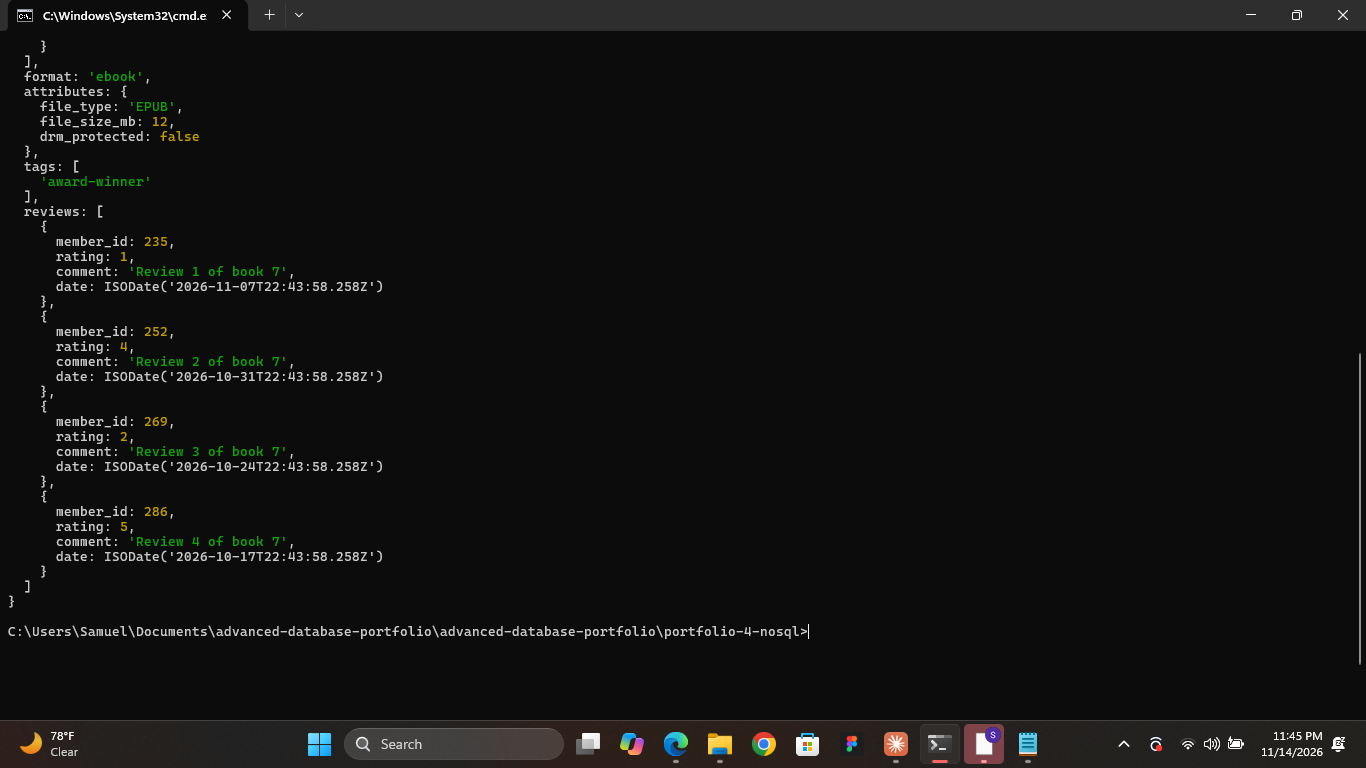 C:\Windows\System32\cmd.e
    }
  ],
  format: 'ebook',
  attributes: {
    file_type: 'EPUB',
    file_size_mb: 12,
    drm_protected: false
  },
  tags: [
    'award-winner'
  ],
  reviews: [
    {
      member_id: 235,
      rating: 1,
      comment: 'Review 1 of book 7',
      date: ISODate('2026-11-07T22:43:58.258Z')
    },
    {
      member_id: 252,
      rating: 4,
      comment: 'Review 2 of book 7',
      date: ISODate('2026-10-31T22:43:58.258Z')
    },
    {
      member_id: 269,
      rating: 2,
      comment: 'Review 3 of book 7',
      date: ISODate('2026-10-24T22:43:58.258Z')
    },
    {
      member_id: 286,
      rating: 5,
      comment: 'Review 4 of book 7',
      date: ISODate('2026-10-17T22:43:58.258Z')
    }
  ]
}
C:\Users\Samuel\Documents\advanced-database-portfolio\advanced-database-portfolio\portfolio-4-nosql>
78°F
Clear
Search
S
11:45 PM
11/14/2026